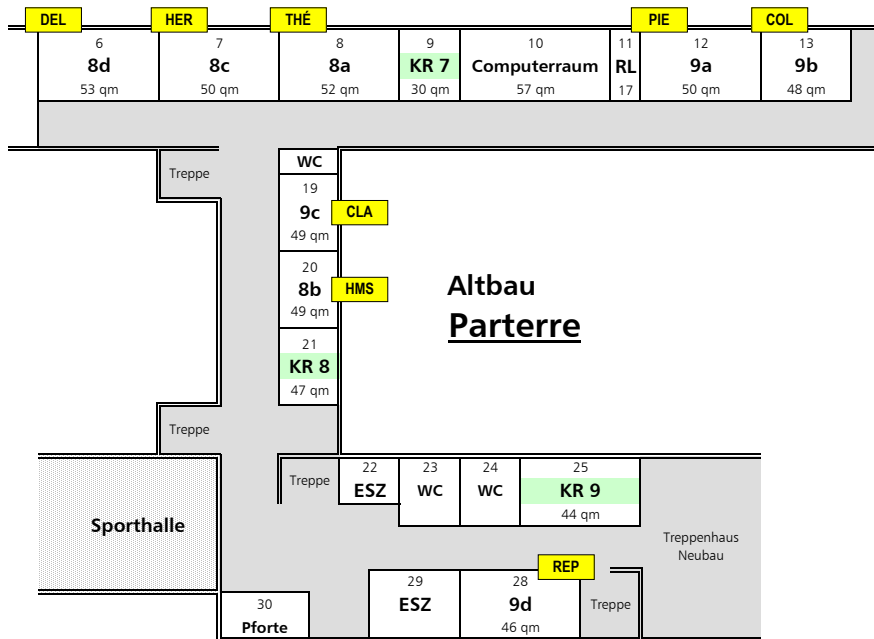 DEL
HER
THÉ
PIE
COL
6
8d
53 qm
7
8c
50 qm
8
8a
52 qm
9
KR 7
30 qm
10
Computerraum
57 qm
11
RL
17
12
9a
50 qm
13
9b
48 qm
Treppe
WC
19
9c
49 qm
CLA
20
8b
49 qm
HMS
21
KR 8
47 qm
Altbau
Parterre
Treppe
Sporthalle
Treppe
22
ESZ
23
WC
24
WC
25
KR 9
44 qm
Treppenhaus
Neubau
REP
29
ESZ
28
9d
46 qm
Treppe
30
Pforte